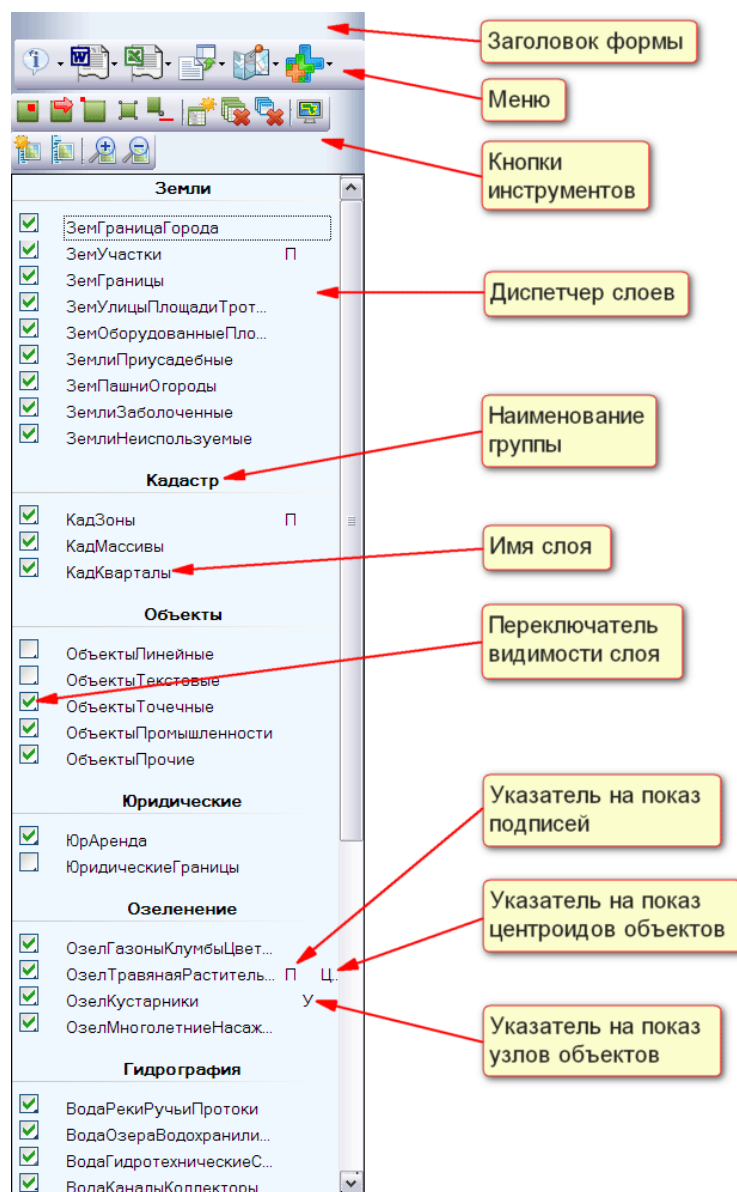 Заголовок формы
Меню
Кнопки
инструментов
Земли
ЗемГраницаГорода
ЗемУчастки П
ЗемГраницы
ЗемУлицыПлощадиТрот...
ЗемОборудованныеПло...
ЗемлиПриусадебные
ЗемПашниОгороды
ЗемлиЗаболоченные
ЗемлиНеиспользуемые
Диспетчер слоев
Наименование
группы
Кадастр
КадЗоны П
КадМассивы
КадКварталы
Имя слоя
Объекты
ОбъектыЛинейные
ОбъектыТекстовые
ОбъектыТочечные
ОбъектыПромышленности
ОбъектыПрочие
Переключатель
видимости слоя
Юридические
ЮрАренда
ЮридическиеГраницы
Указатель на показ
подписей
Озеленение
ОзелГазоныКлумбыЦвет...
ОзелТравянаяРаститель... П Ц..
ОзелКустарники У
ОзелМноголетниеНасаж...
Указатель на показ
центроидов объектов
Указатель на показ
узлов объектов
Гидрография
ВодаРекиРучьиПротоки
ВодаОзераВодохранили...
ВодаГидротехническиеС...
ВодаКаналыКоллекторы